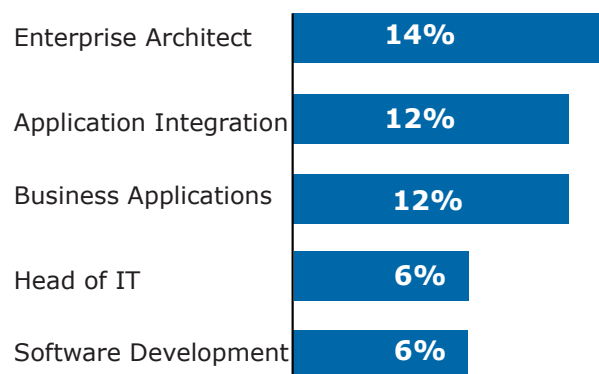 Enterprise Architect 14%
Application Integration 12%
Business Applications 12%
Head of IT 6%
Software Development 6%